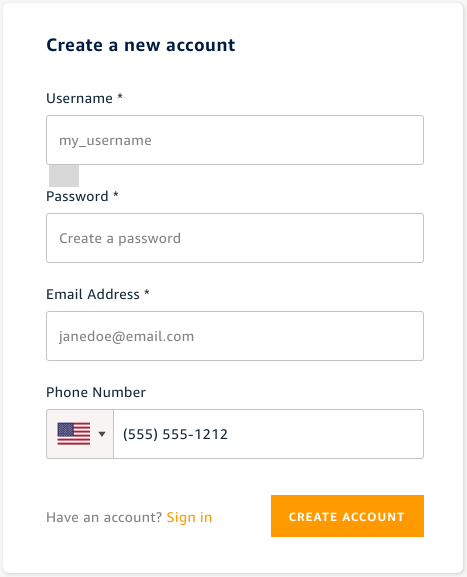 Create a new account
Username *
my_username
Password *
Create a password
Email Address *
janedoe@email.com
Phone Number
(555) 555-1212
Have an account? Sign in
CREATE ACCOUNT